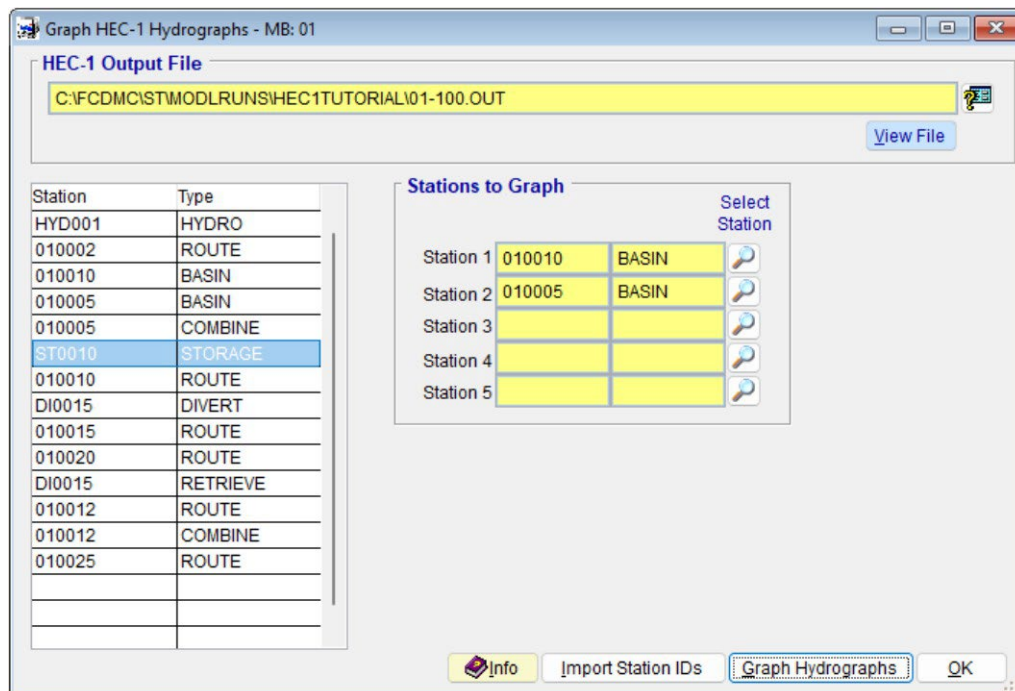 Graph HEC-1 Hydrographs - MB: 01
HEC-1 Output File
C:\FCDMC\ST\MODLRUNS\HEC1TUTORIAL\01-100.OUT
View File
Station Type
HYD001 HYDRO
010002 ROUTE
010010 BASIN
010005 BASIN
010005 COMBINE
ST0010 STORAGE
010010 ROUTE
DI0015 DIVERT
010015 ROUTE
010020 ROUTE
DI0015 RETRIEVE
010012 ROUTE
010012 COMBINE
010025 ROUTE
Stations to Graph
Select
Station
Station 1 010010 BASIN
Station 2 010005 BASIN
Station 3
Station 4
Station 5
Info Import Station IDs Graph Hydrographs OK